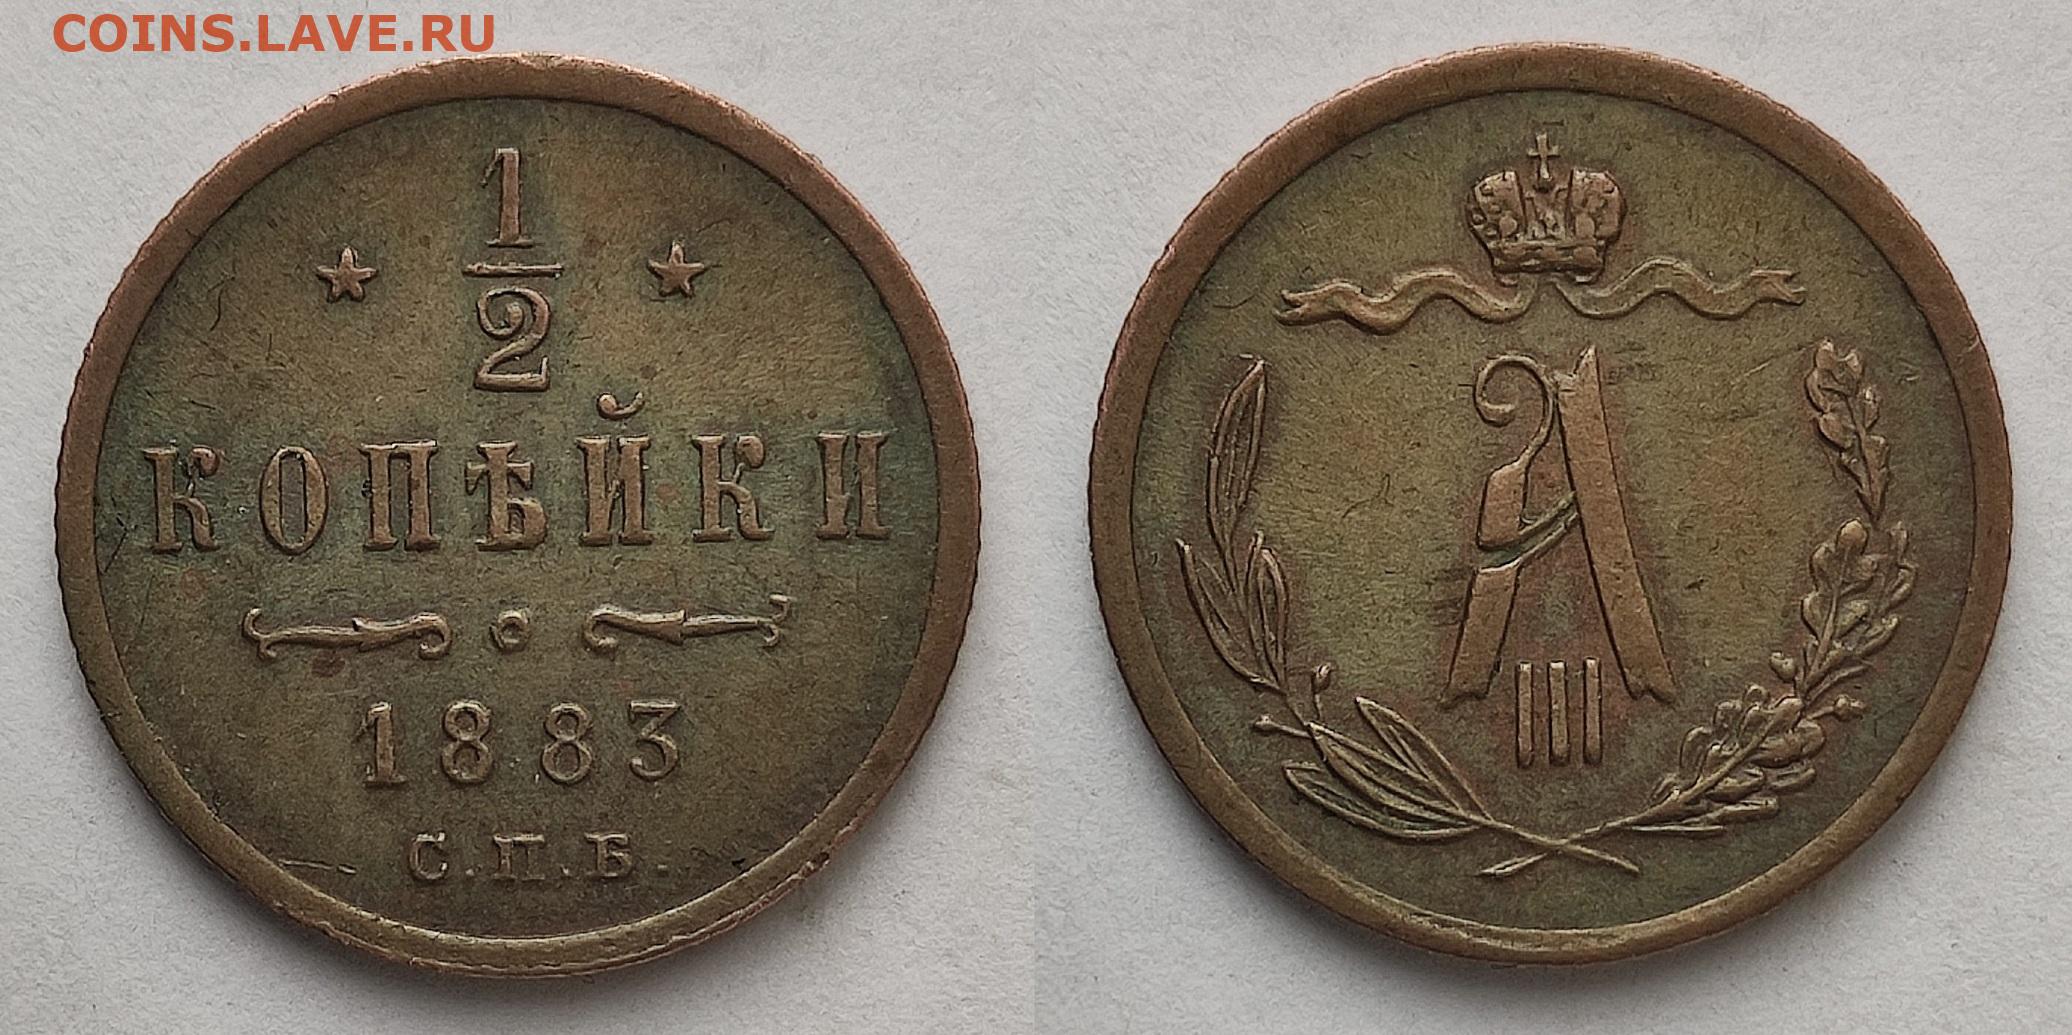 COINS.LAVE.RU
1
2
КОПѢЙКИ
1883
С.П.Б.
А
III